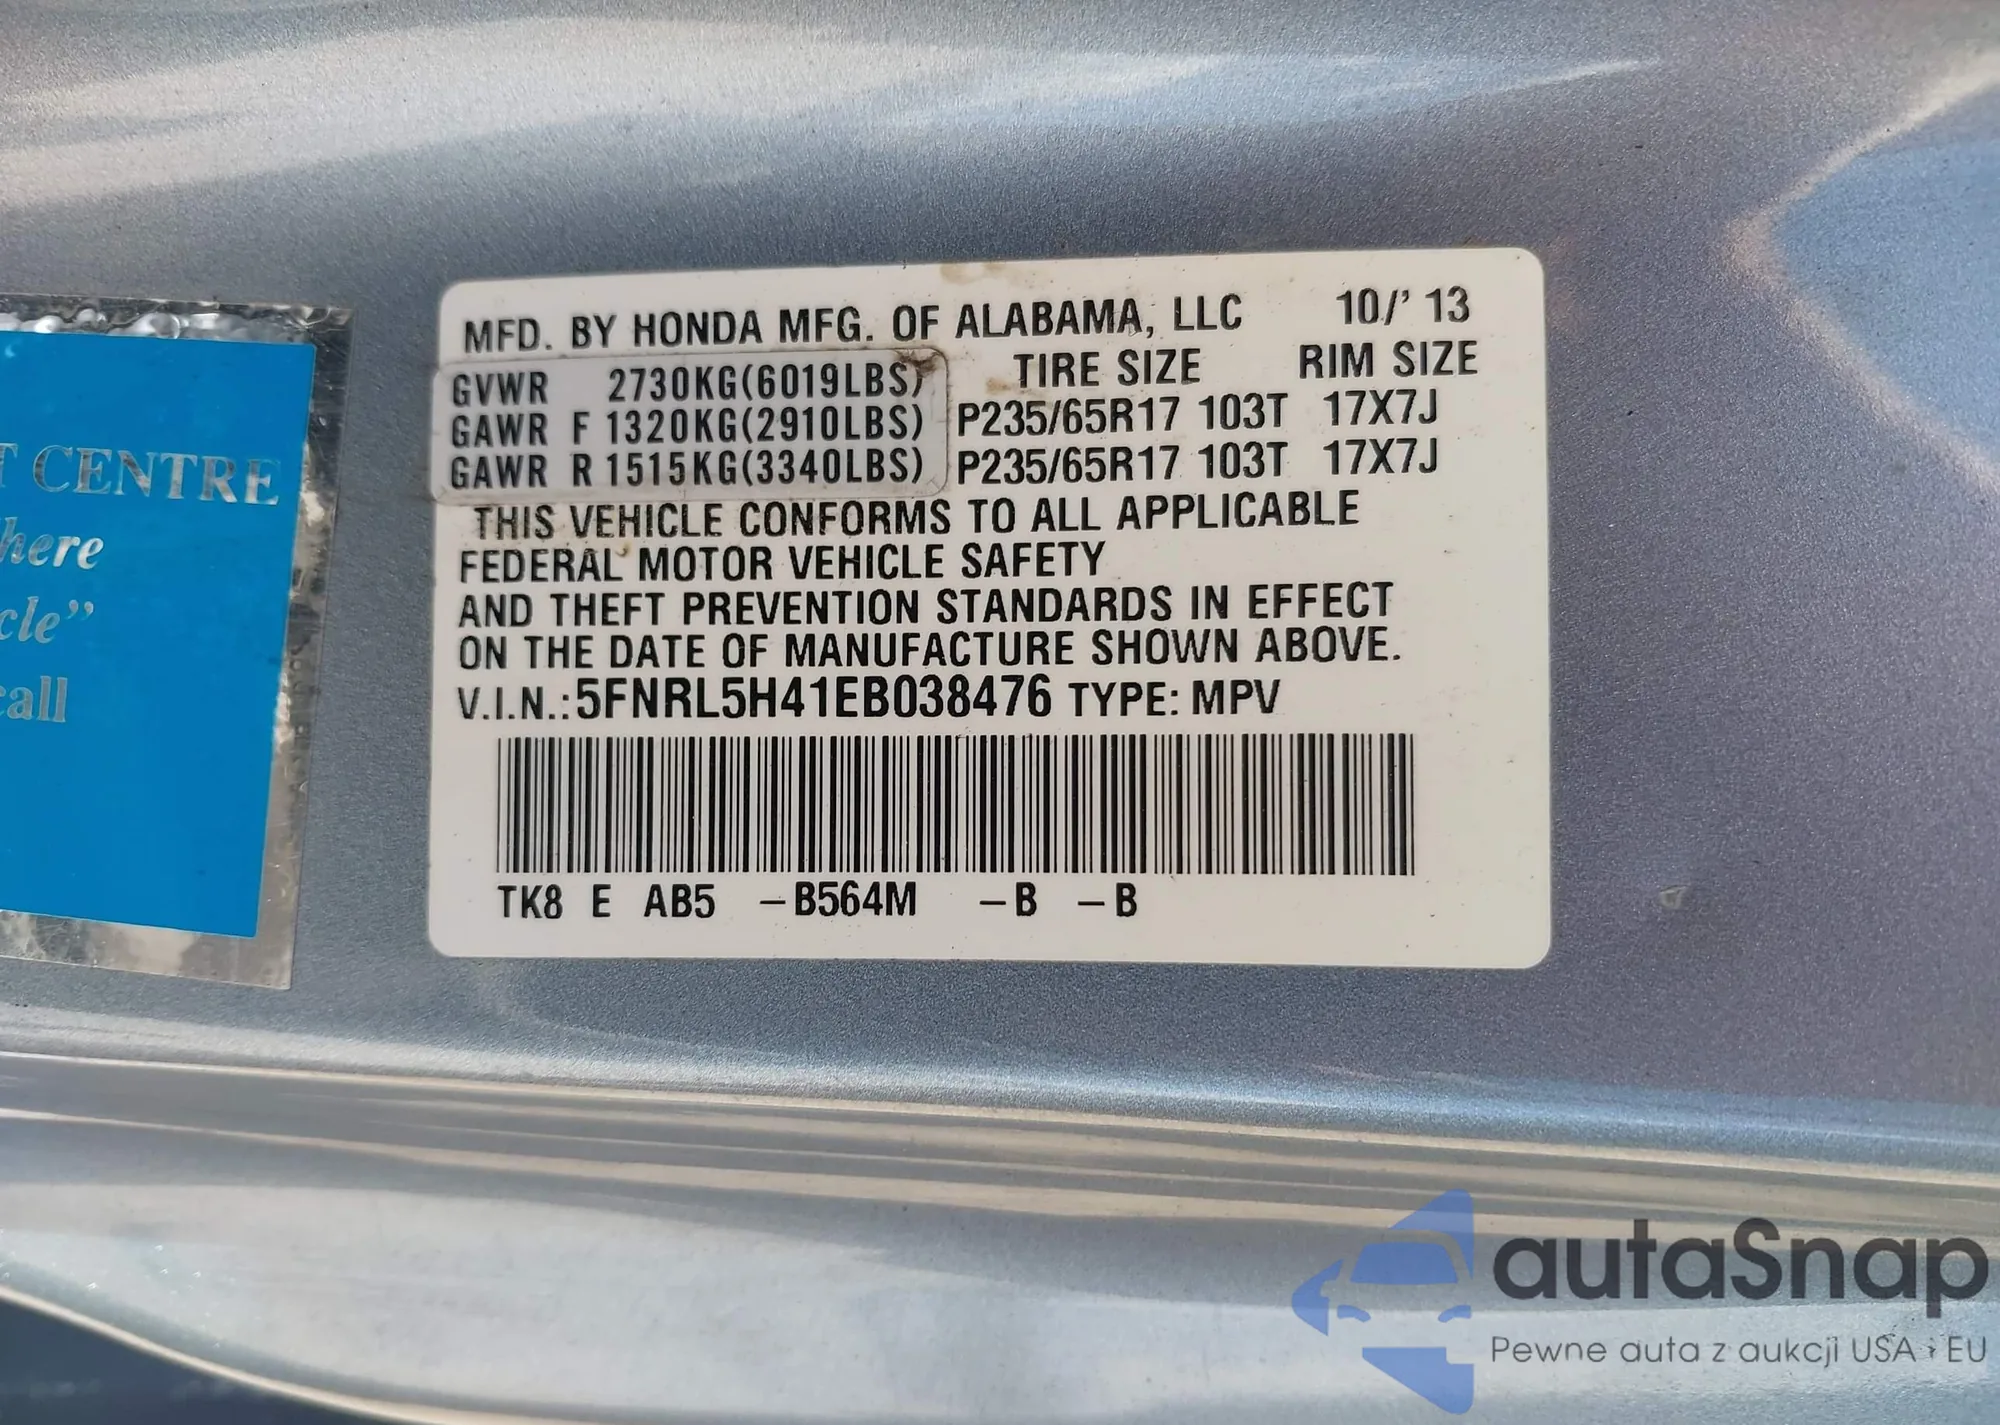 MFD. BY HONDA MFG. OF ALABAMA, LLC 10/' 13
TIRE SIZE RIM SIZE
GVWR 2730KG(6019LBS)
GAWR F 1320KG(2910LBS) P235/65R17 103T 17X7J
GAWR R 1515KG(3340LBS) P235/65R17 103T 17X7J
THIS VEHICLE CONFORMS TO ALL APPLICABLE
FEDERAL MOTOR VEHICLE SAFETY
AND THEFT PREVENTION STANDARDS IN EFFECT
ON THE DATE OF MANUFACTURE SHOWN ABOVE.
V.I.N.: 5FNRL5H41EB038476 TYPE: MPV
TK8 E AB5 –B564M –B –B
CENTRE
here
cle”
call
autaSnap
Pewne auta z aukcji USA i EU